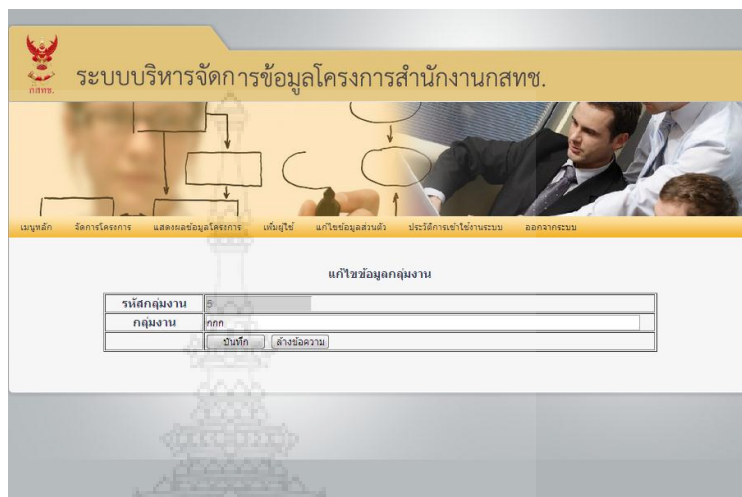 กสทช.
ระบบบริหารจัดการข้อมูลโครงการสำนักงานกสทช.
เมนูหลัก จัดการโครงการ แสดงผลข้อมูลโครงการ เพิ่มผู้ใช้ แก้ไขข้อมูลส่วนตัว ประวัติการเข้าใช้งานระบบ ออกจากระบบ
แก้ไขข้อมูลกลุ่มงาน
รหัสกลุ่มงาน 5
กลุ่มงาน กกก
บันทึก ล้างข้อความ